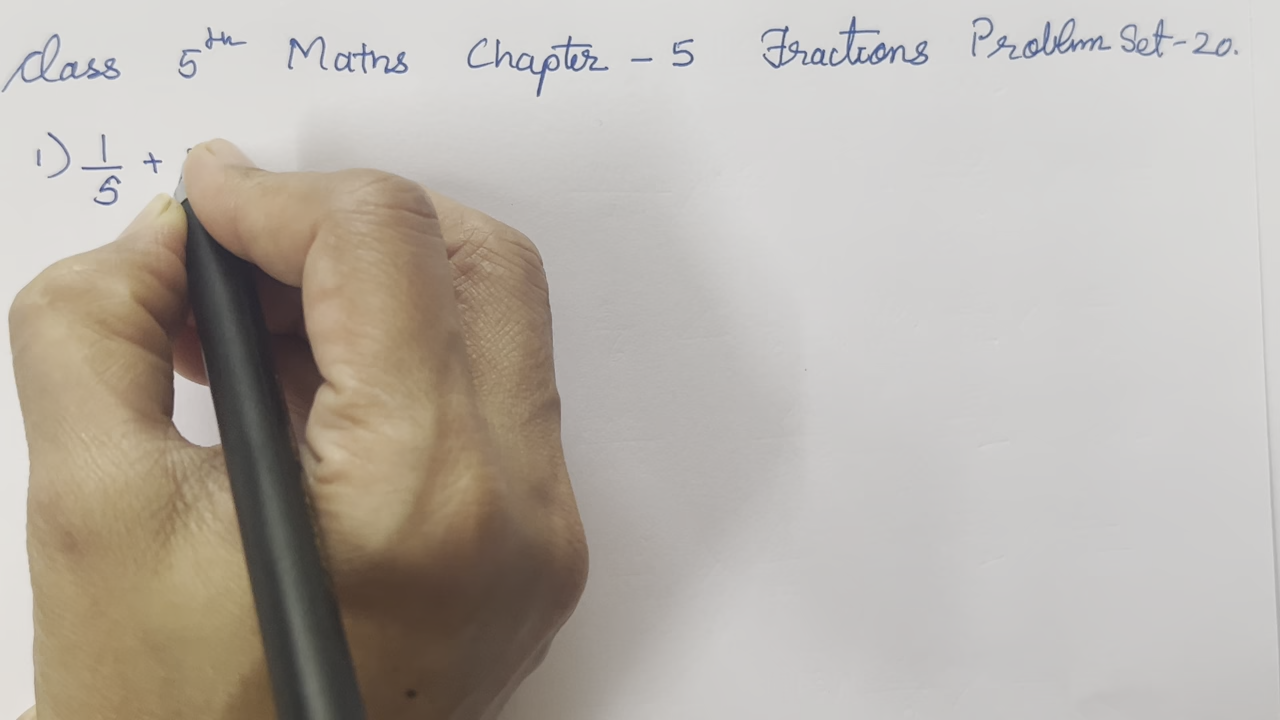 Class 5th Maths Chapter - 5 Fractions Problem Set - 20.
1) 1/5 +